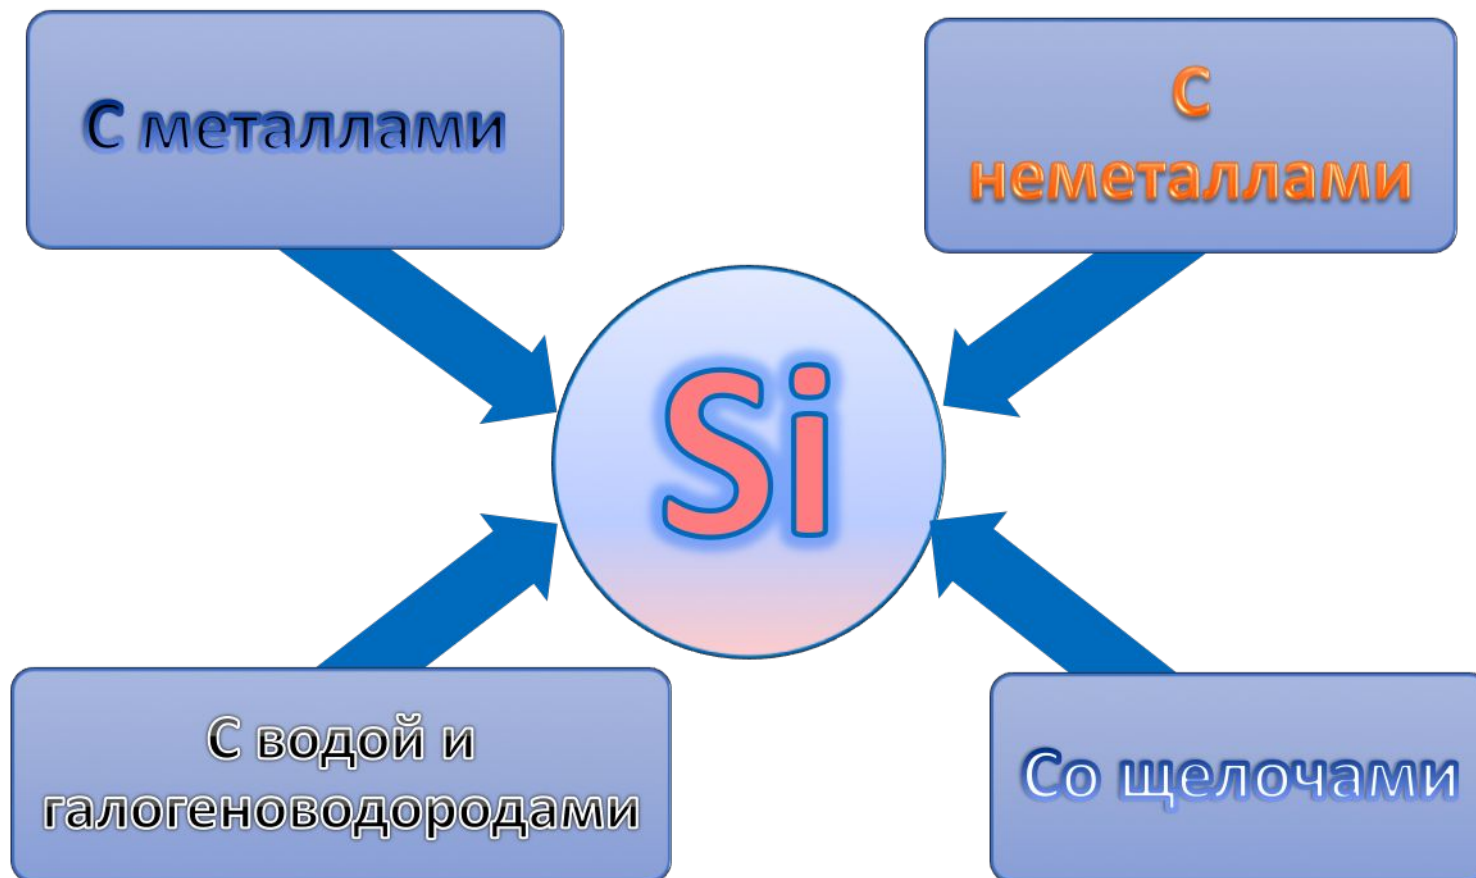 С металлами
С
неметаллами
Si
С водой и
галогеноводородами
Со щелочами